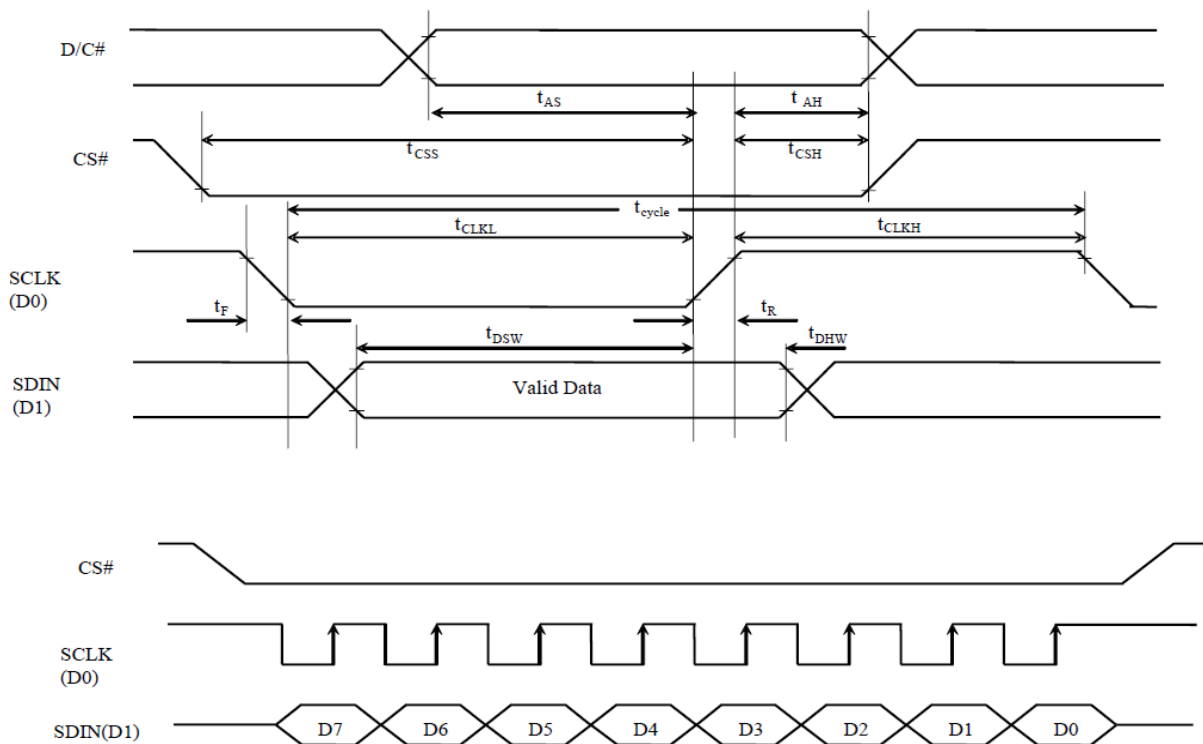 D/C#
tAS
t AH
CS#
tCSS
tCSH
tcycle
tCLKL
tCLKH
SCLK
(D0)
tF
tR
tDSW
tDHW
SDIN
(D1)
Valid Data
CS#
SCLK
(D0)
SDIN(D1)
D7 D6 D5 D4 D3 D2 D1 D0